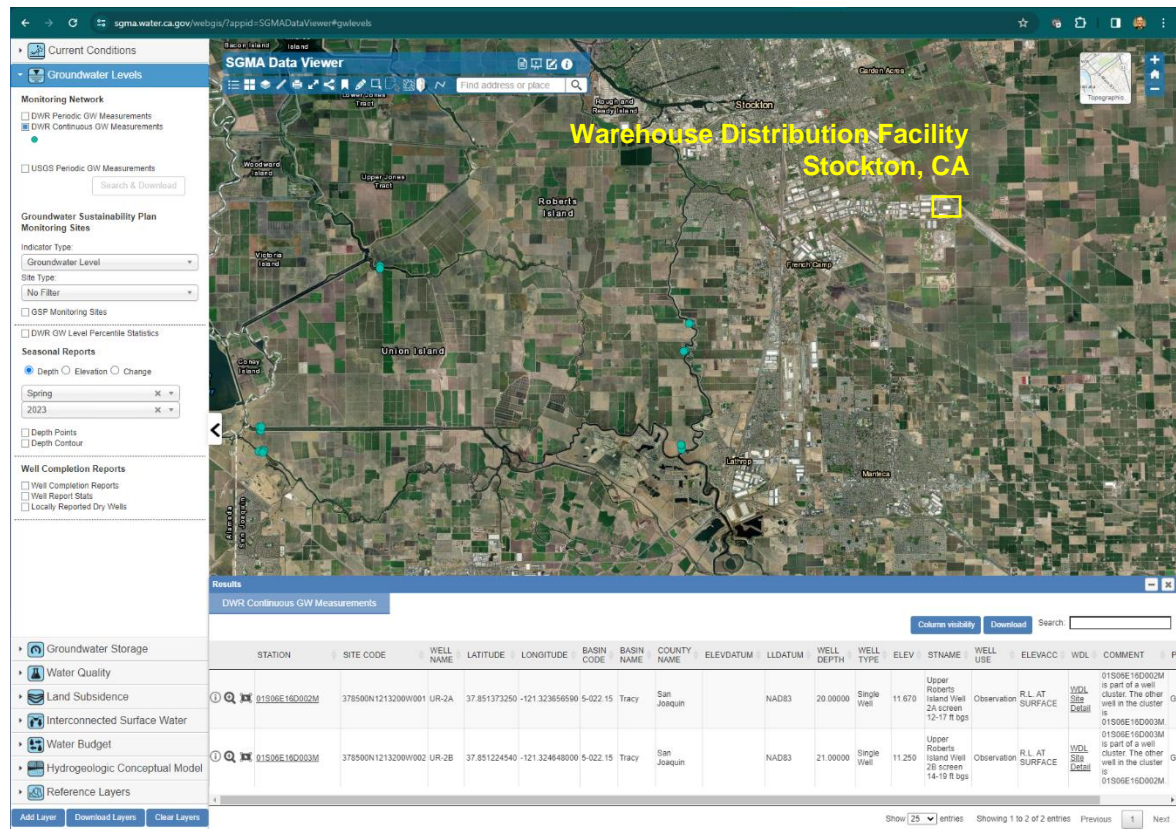 sgma.water.ca.gov/webgis/?appid=SGMADataViewer#gwlevels
Current Conditions
Groundwater Levels
Monitoring Network
DWR Periodic GW Measurements
DWR Continuous GW Measurements
USGS Periodic GW Measurements
Search & Download
Groundwater Sustainability Plan
Monitoring Sites
Indicator Type:
Groundwater Level
Site Type:
No Filter
GSP Monitoring Sites
DWR GW Level Percentile Statistics
Seasonal Reports
Depth Elevation Change
Spring
2023
Depth Points
Depth Contour
Well Completion Reports
Well Completion Reports
Well Report Stats
Locally Reported Dry Wells
Groundwater Storage
Water Quality
Land Subsidence
Interconnected Surface Water
Water Budget
Hydrogeologic Conceptual Model
Reference Layers
Add Layer Download Layers Clear Layers
Bacon Island
Island
SGMA Data Viewer
Find address or place
Lower Jones
Tract
Hough and
Ready Island
Stockton
Garden Acres
Topographic
Warehouse Distribution Facility
Stockton, CA
Woodward
Island
Upper Jones
Tract
Roberts
Island
Victoria
Island
French Camp
Union Island
Coney
Island
Lathrop
Manteca
Alameda
San Joaquin
Results
DWR Continuous GW Measurements
Column visibility Download Search:
STATION SITE CODE WELL NAME LATITUDE LONGITUDE BASIN CODE BASIN NAME COUNTY NAME ELEVDATUM LLDATUM WELL DEPTH WELL TYPE ELEV STNAME WELL USE ELEVACC WDL COMMENT P
01S06E16D002M 378500N1213200W001 UR-2A 37.851373250 -121.323656590 5-022.15 Tracy San Joaquin NAD83 20.00000 Single Well 11.670 Upper Roberts Island Well 2A screen 12-17 ft bgs Observation R.L. AT SURFACE WDL Site Detail 01S06E16D002M is part of a well cluster. The other well in the cluster is 01S06E16D003M. G
01S06E16D003M 378500N1213200W002 UR-2B 37.851224540 -121.324648000 5-022.15 Tracy San Joaquin NAD83 21.00000 Single Well 11.250 Upper Roberts Island Well 2B screen 14-19 ft bgs Observation R.L. AT SURFACE WDL Site Detail 01S06E16D003M is part of a well cluster. The other well in the cluster is 01S06E16D002M. G
Show 25 entries Showing 1 to 2 of 2 entries Previous 1 Next